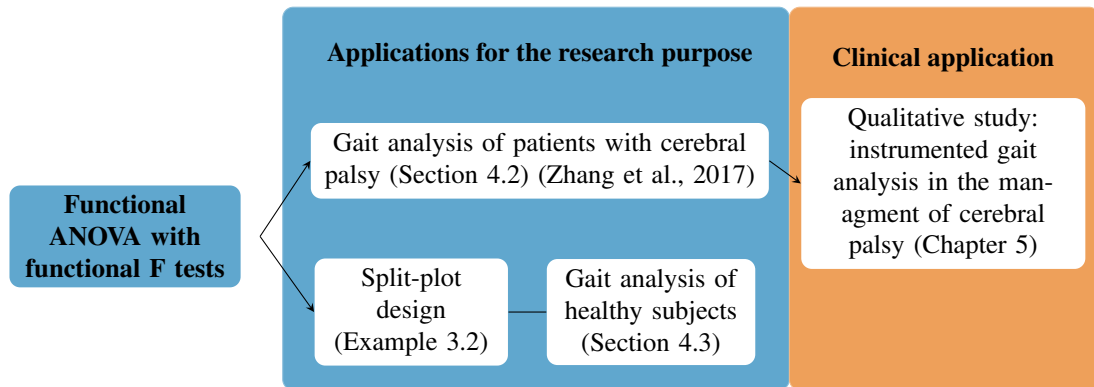 Functional
ANOVA with
functional F tests
Applications for the research purpose
Gait analysis of patients with cerebral
palsy (Section 4.2) (Zhang et al., 2017)
Split-plot
design
(Example 3.2)
Gait analysis of
healthy subjects
(Section 4.3)
Clinical application
Qualitative study:
instrumented gait
analysis in the man-
agment of cerebral
palsy (Chapter 5)